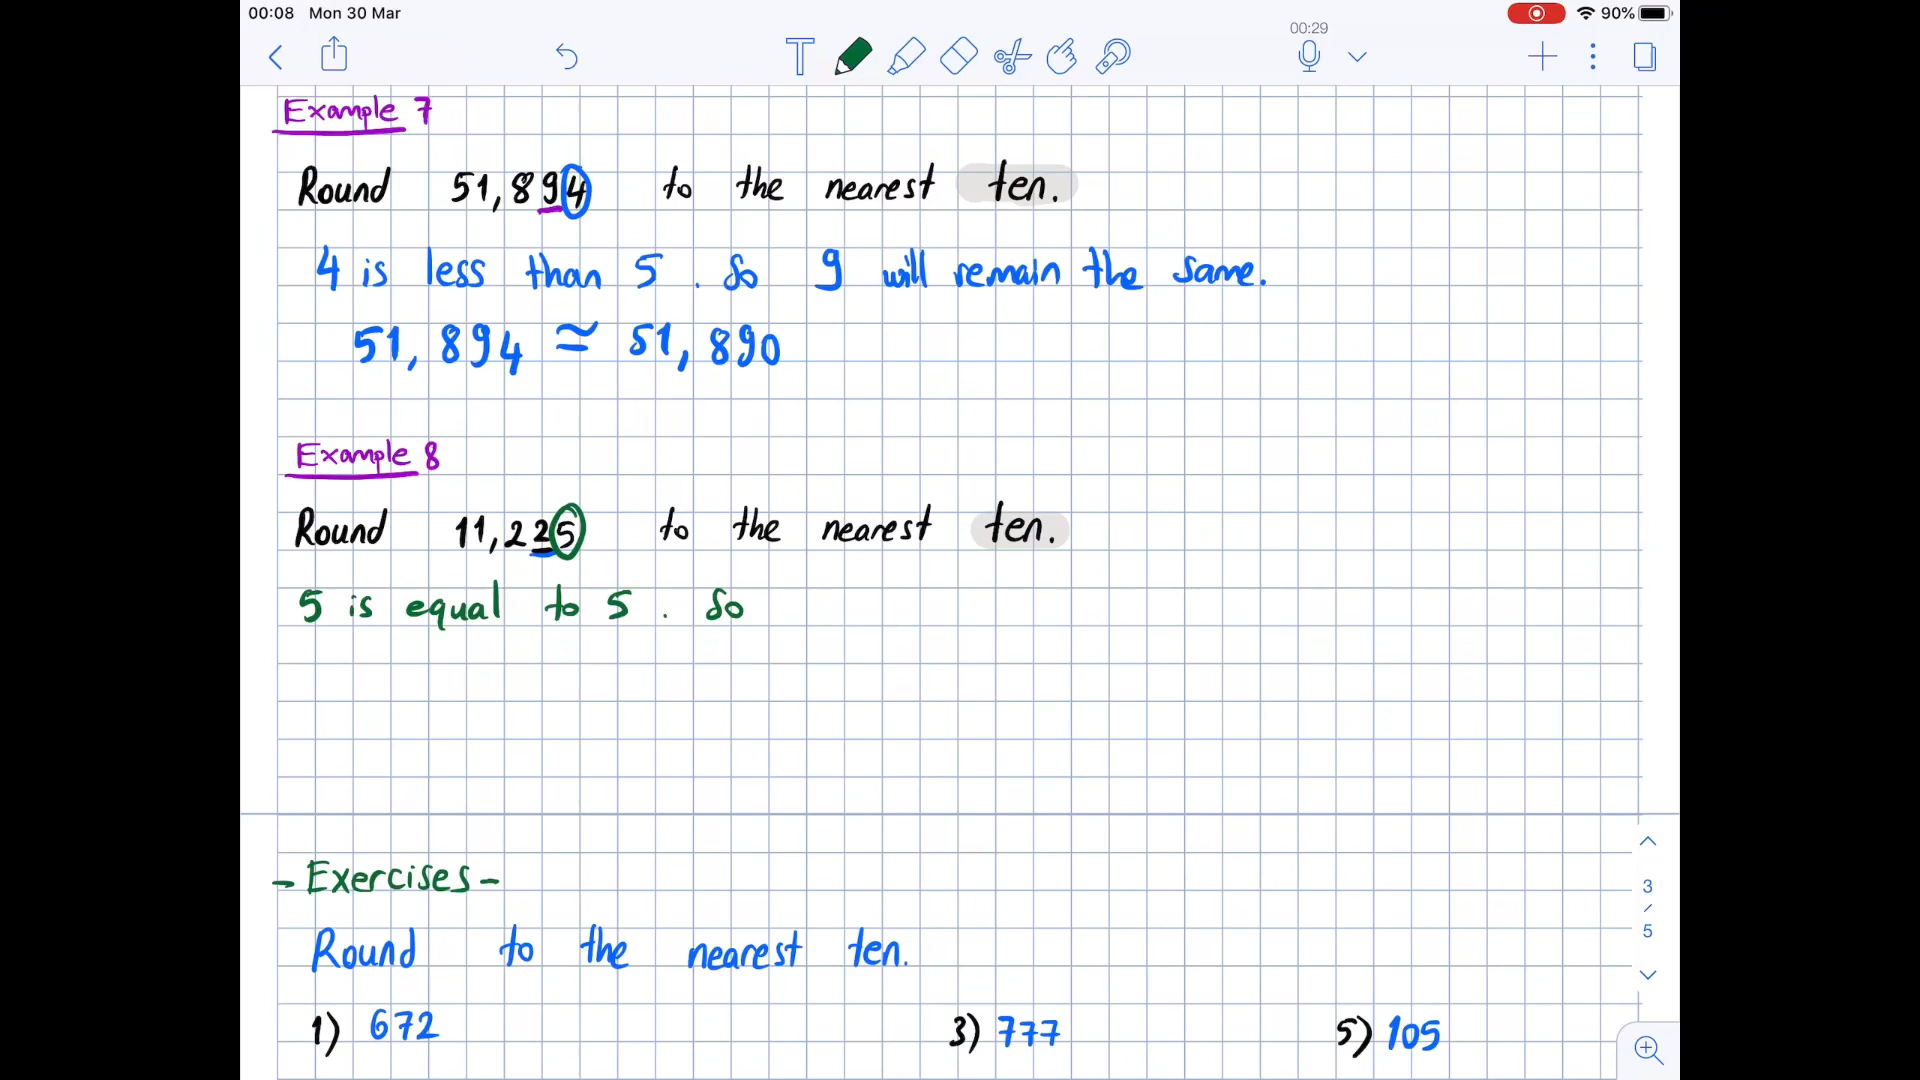 00:08 Mon 30 Mar
90%
00:29
T
Example 7
Round 51,894 to the nearest ten.
4 is less than 5. So 9 will remain the same.
51,894 ≃ 51,890
Example 8
Round 11,225 to the nearest ten.
5 is equal to 5. So
- Exercises -
Round to the nearest ten.
1) 672 3) 777 5) 105
3 / 5